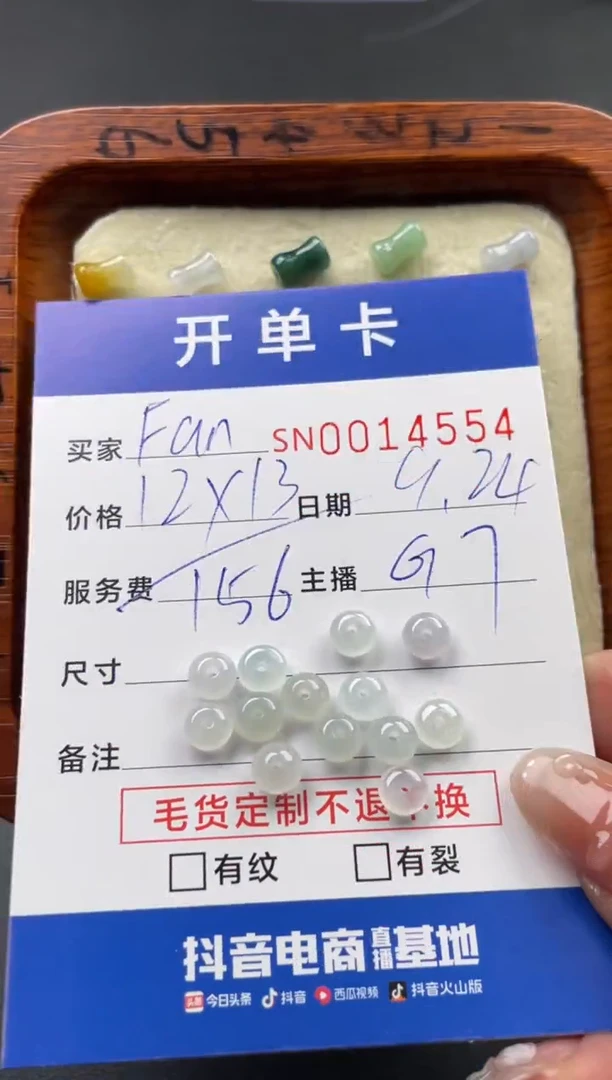 开单卡
买家 Fan SN0014554
价格 12X13 日期 9.24
服务费 156 主播 G7
尺寸
备注
毛货定制不退不换
有纹 有裂
抖音电商直播基地
头条 今日头条 抖音 西瓜视频 抖音火山版